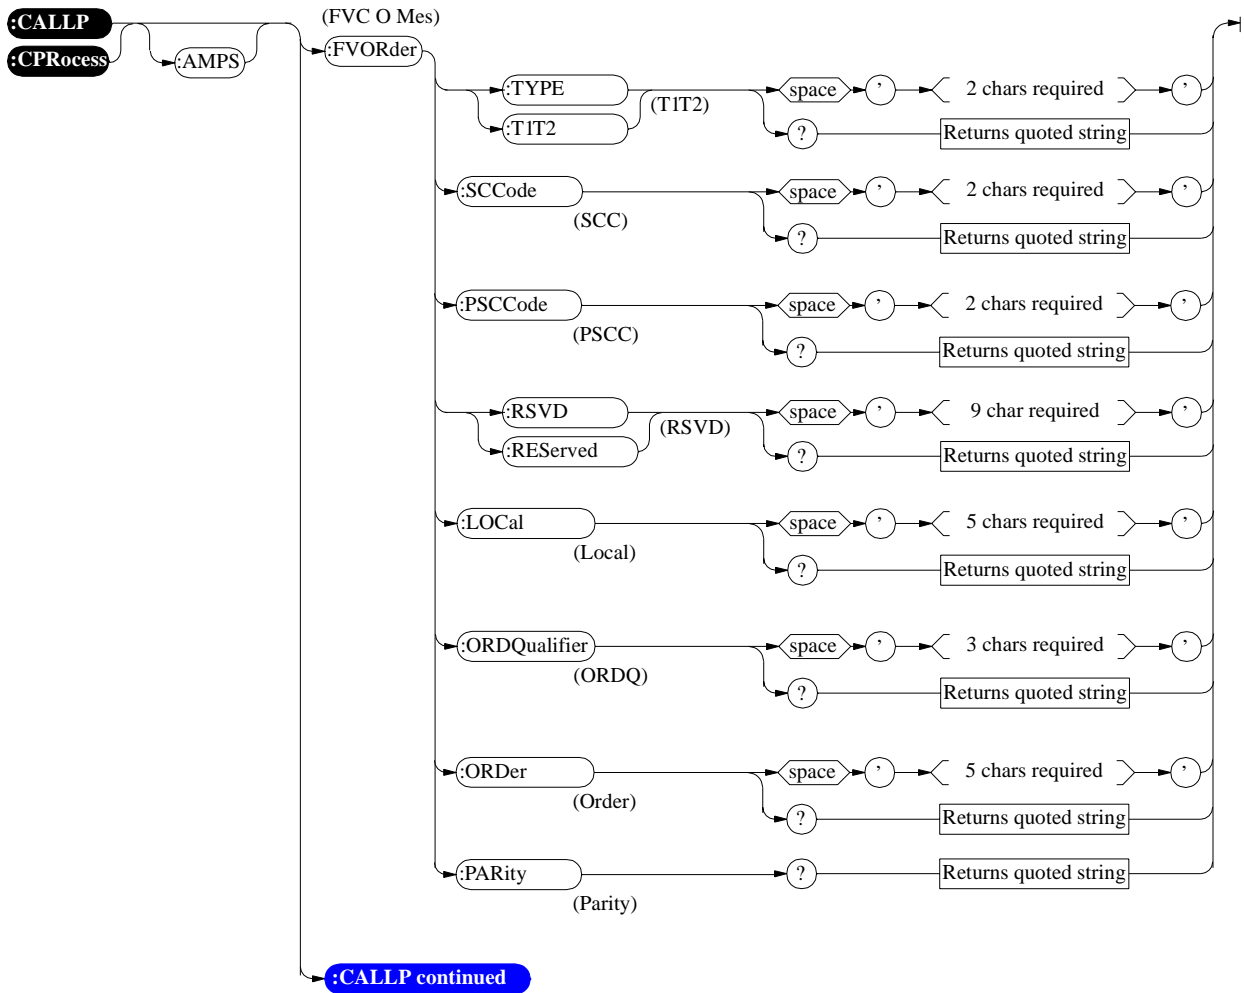 :CALLP
(FVC O Mes)
:CPRocess
:AMPS
:FVORder
:TYPE
space
’
2 chars required
’
(T1T2)
:T1T2
?
Returns quoted string
:SCCode
space
’
2 chars required
’
(SCC)
?
Returns quoted string
:PSCCode
space
’
2 chars required
’
(PSCC)
?
Returns quoted string
:RSVD
space
’
9 char required
’
(RSVD)
:REServed
?
Returns quoted string
:LOCal
space
’
5 chars required
’
(Local)
?
Returns quoted string
:ORDQualifier
space
’
3 chars required
’
(ORDQ)
?
Returns quoted string
:ORDer
space
’
5 chars required
’
(Order)
?
Returns quoted string
:PARity
?
Returns quoted string
(Parity)
:CALLP continued